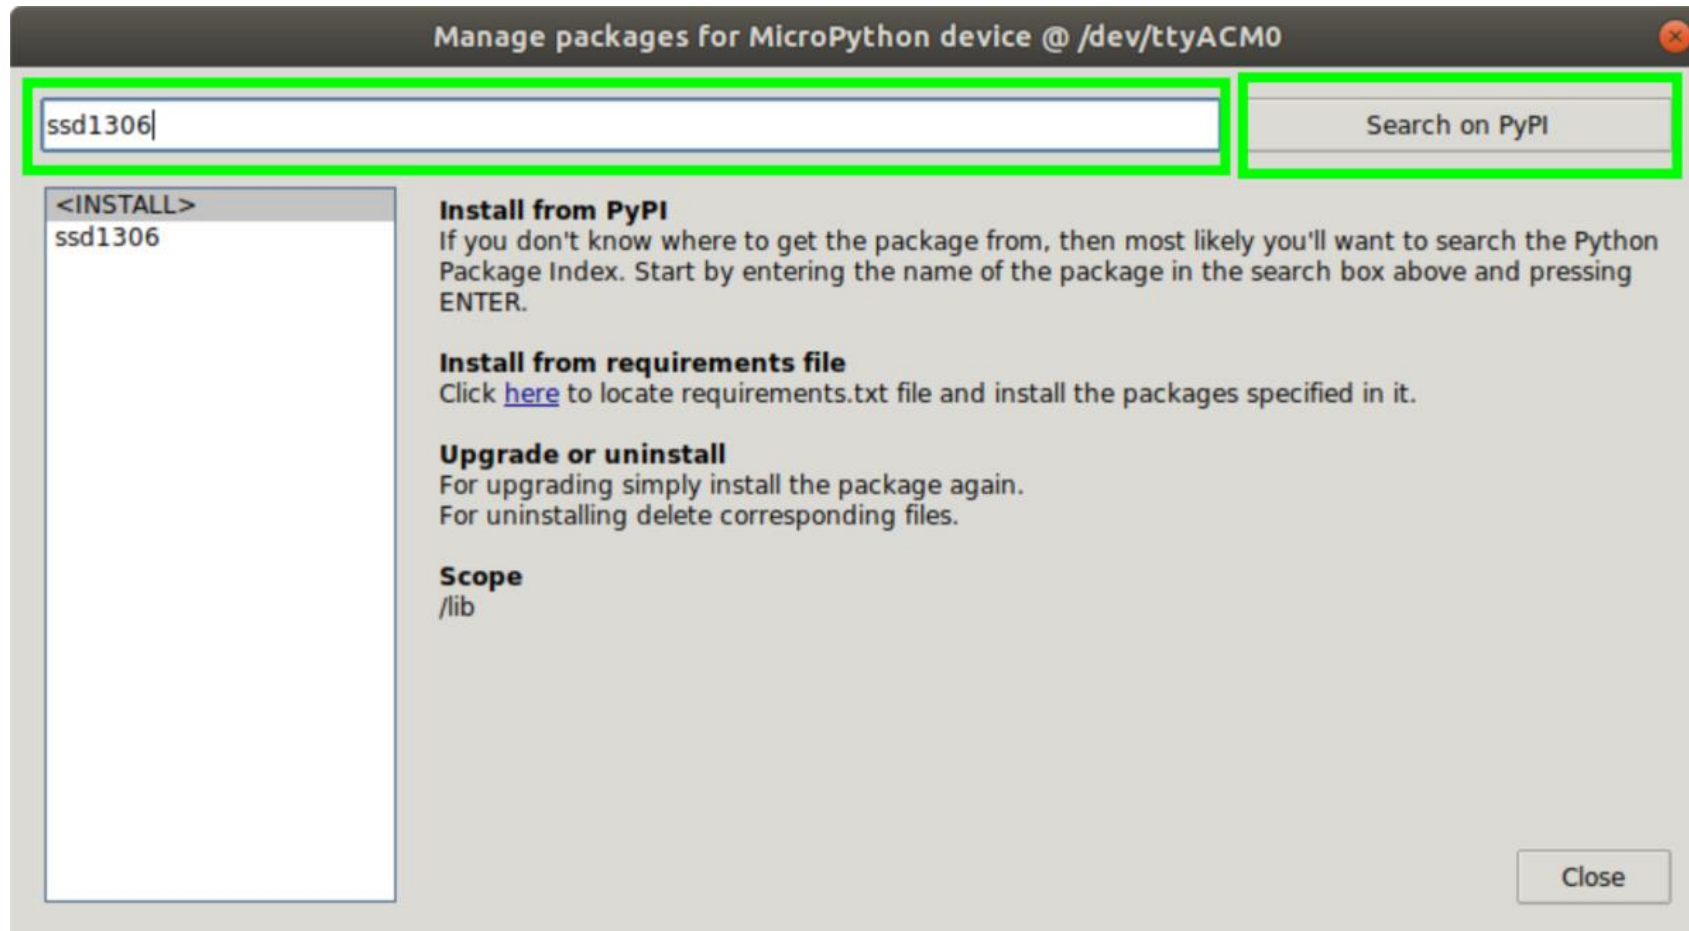 Manage packages for MicroPython device @ /dev/ttyACM0
ssd1306
Search on PyPI
<INSTALL>
ssd1306
Install from PyPI
If you don't know where to get the package from, then most likely you'll want to search the Python
Package Index. Start by entering the name of the package in the search box above and pressing
ENTER.
Install from requirements file
Click here to locate requirements.txt file and install the packages specified in it.
Upgrade or uninstall
For upgrading simply install the package again.
For uninstalling delete corresponding files.
Scope
/lib
Close